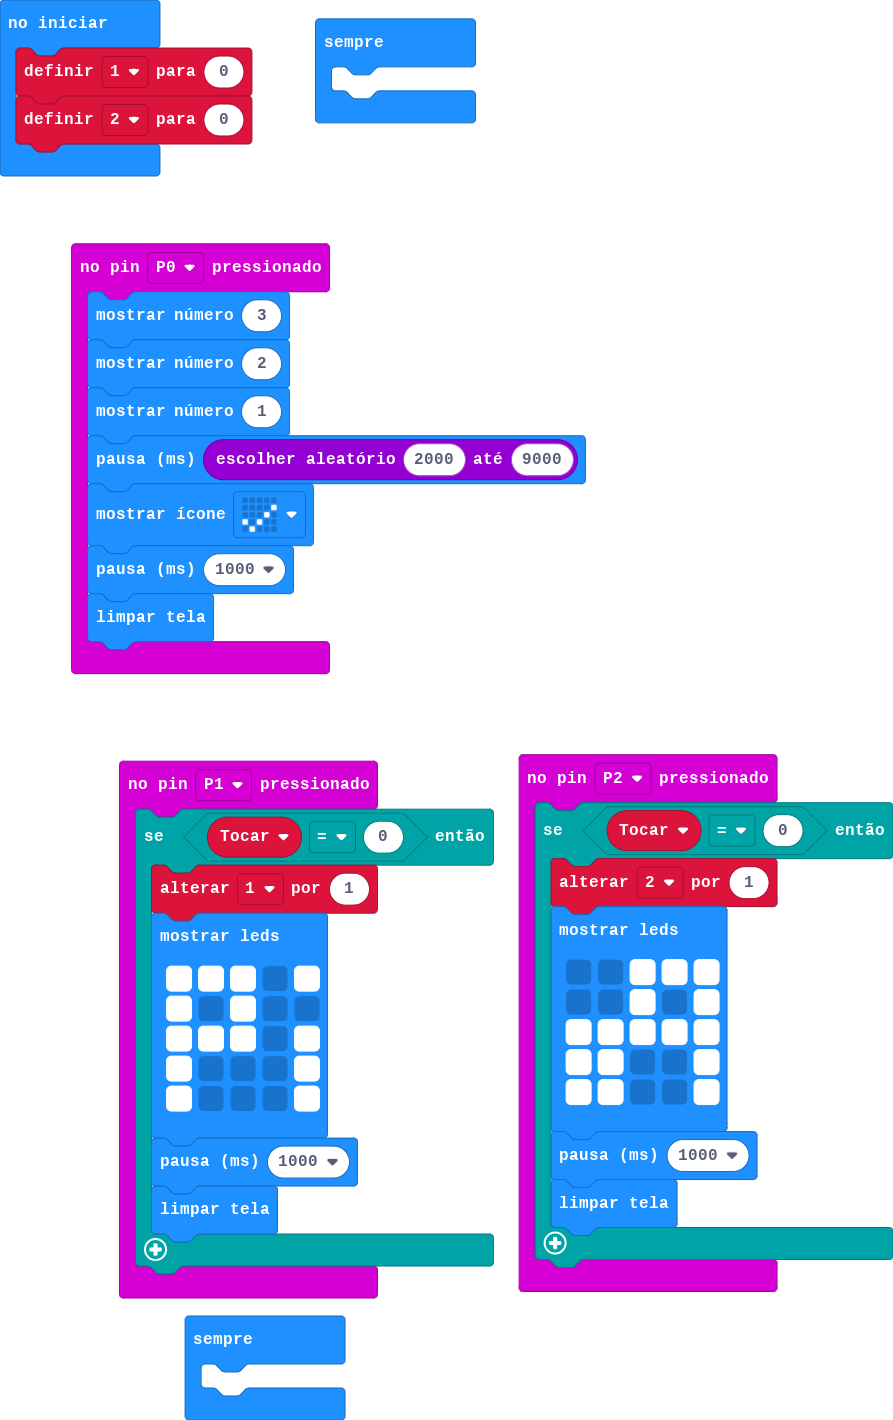 no iniciar
definir 1 para 0
definir 2 para 0
sempre
no pin P0 pressionado
mostrar número 3
mostrar número 2
mostrar número 1
pausa (ms) escolher aleatório 2000 até 9000
mostrar ícone
pausa (ms) 1000
limpar tela
no pin P1 pressionado
se Tocar = 0 então
alterar 1 por 1
mostrar leds
pausa (ms) 1000
limpar tela
no pin P2 pressionado
se Tocar = 0 então
alterar 2 por 1
mostrar leds
pausa (ms) 1000
limpar tela
sempre